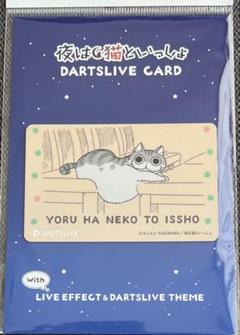 夜は猫といっしょ
DARTSLIVE CARD
YORU HA NEKO TO ISSHO
DARTSLIVE
With
LIVE EFFECT & DARTSLIVE THEME